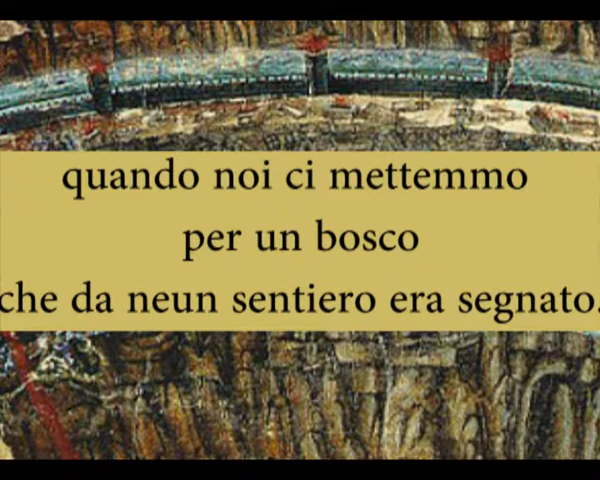 quando noi ci mettemmo
per un bosco
che da neun sentiero era segnato.